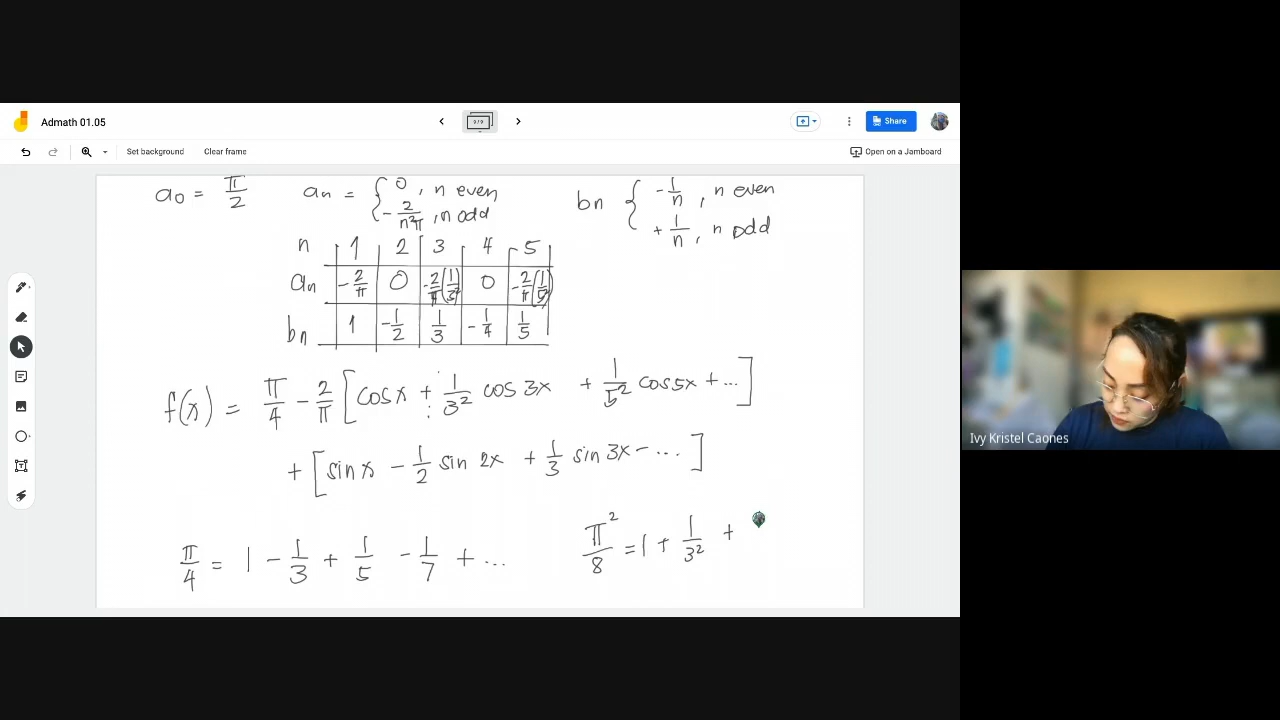 Admath 01.05
Share
Set background
Clear frame
Open on a Jamboard
a₀ = π/2
aₙ = { 0, n even
- 2/n²π, n odd
bₙ { - 1/n, n even
+ 1/n, n odd
n | 1 | 2 | 3 | 4 | 5
aₙ | -2/π | 0 | -2/π(1/3²) | 0 | -2/π(1/5²)
bₙ | 1 | -1/2 | 1/3 | -1/4 | 1/5
f(x) = π/4 - 2/π [cos x + 1/3² cos 3x + 1/5² cos 5x + ...]
+ [sin x - 1/2 sin 2x + 1/3 sin 3x - ....]
π/4 = 1 - 1/3 + 1/5 - 1/7 + ...
π²/8 = 1 + 1/3² +
Ivy Kristel Caones